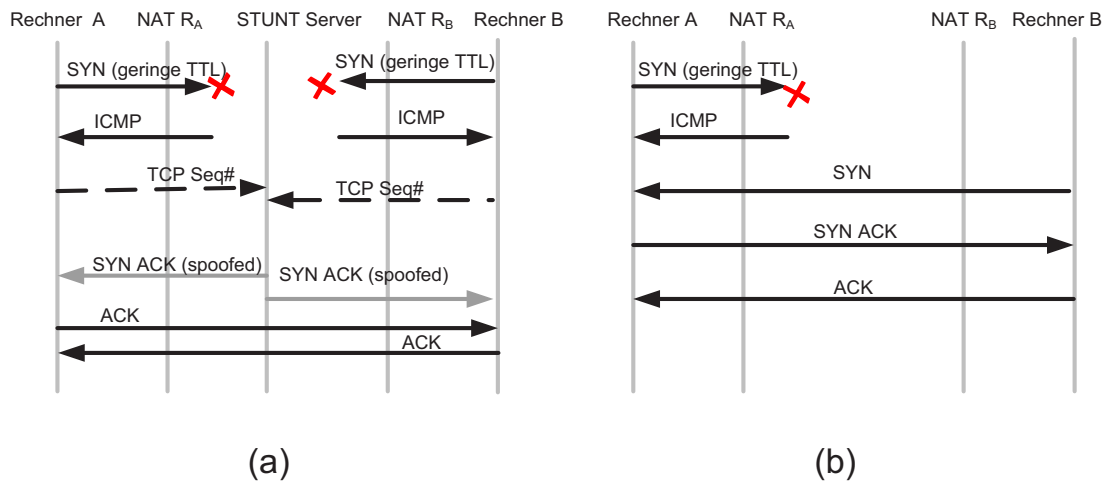 Rechner A
NAT RA
STUNT Server
NAT RB
Rechner B
SYN (geringe TTL)
SYN (geringe TTL)
ICMP
ICMP
TCP Seq#
TCP Seq#
SYN ACK (spoofed)
SYN ACK (spoofed)
ACK
ACK
(a)
Rechner A
NAT RA
NAT RB
Rechner B
SYN (geringe TTL)
ICMP
SYN
SYN ACK
ACK
(b)